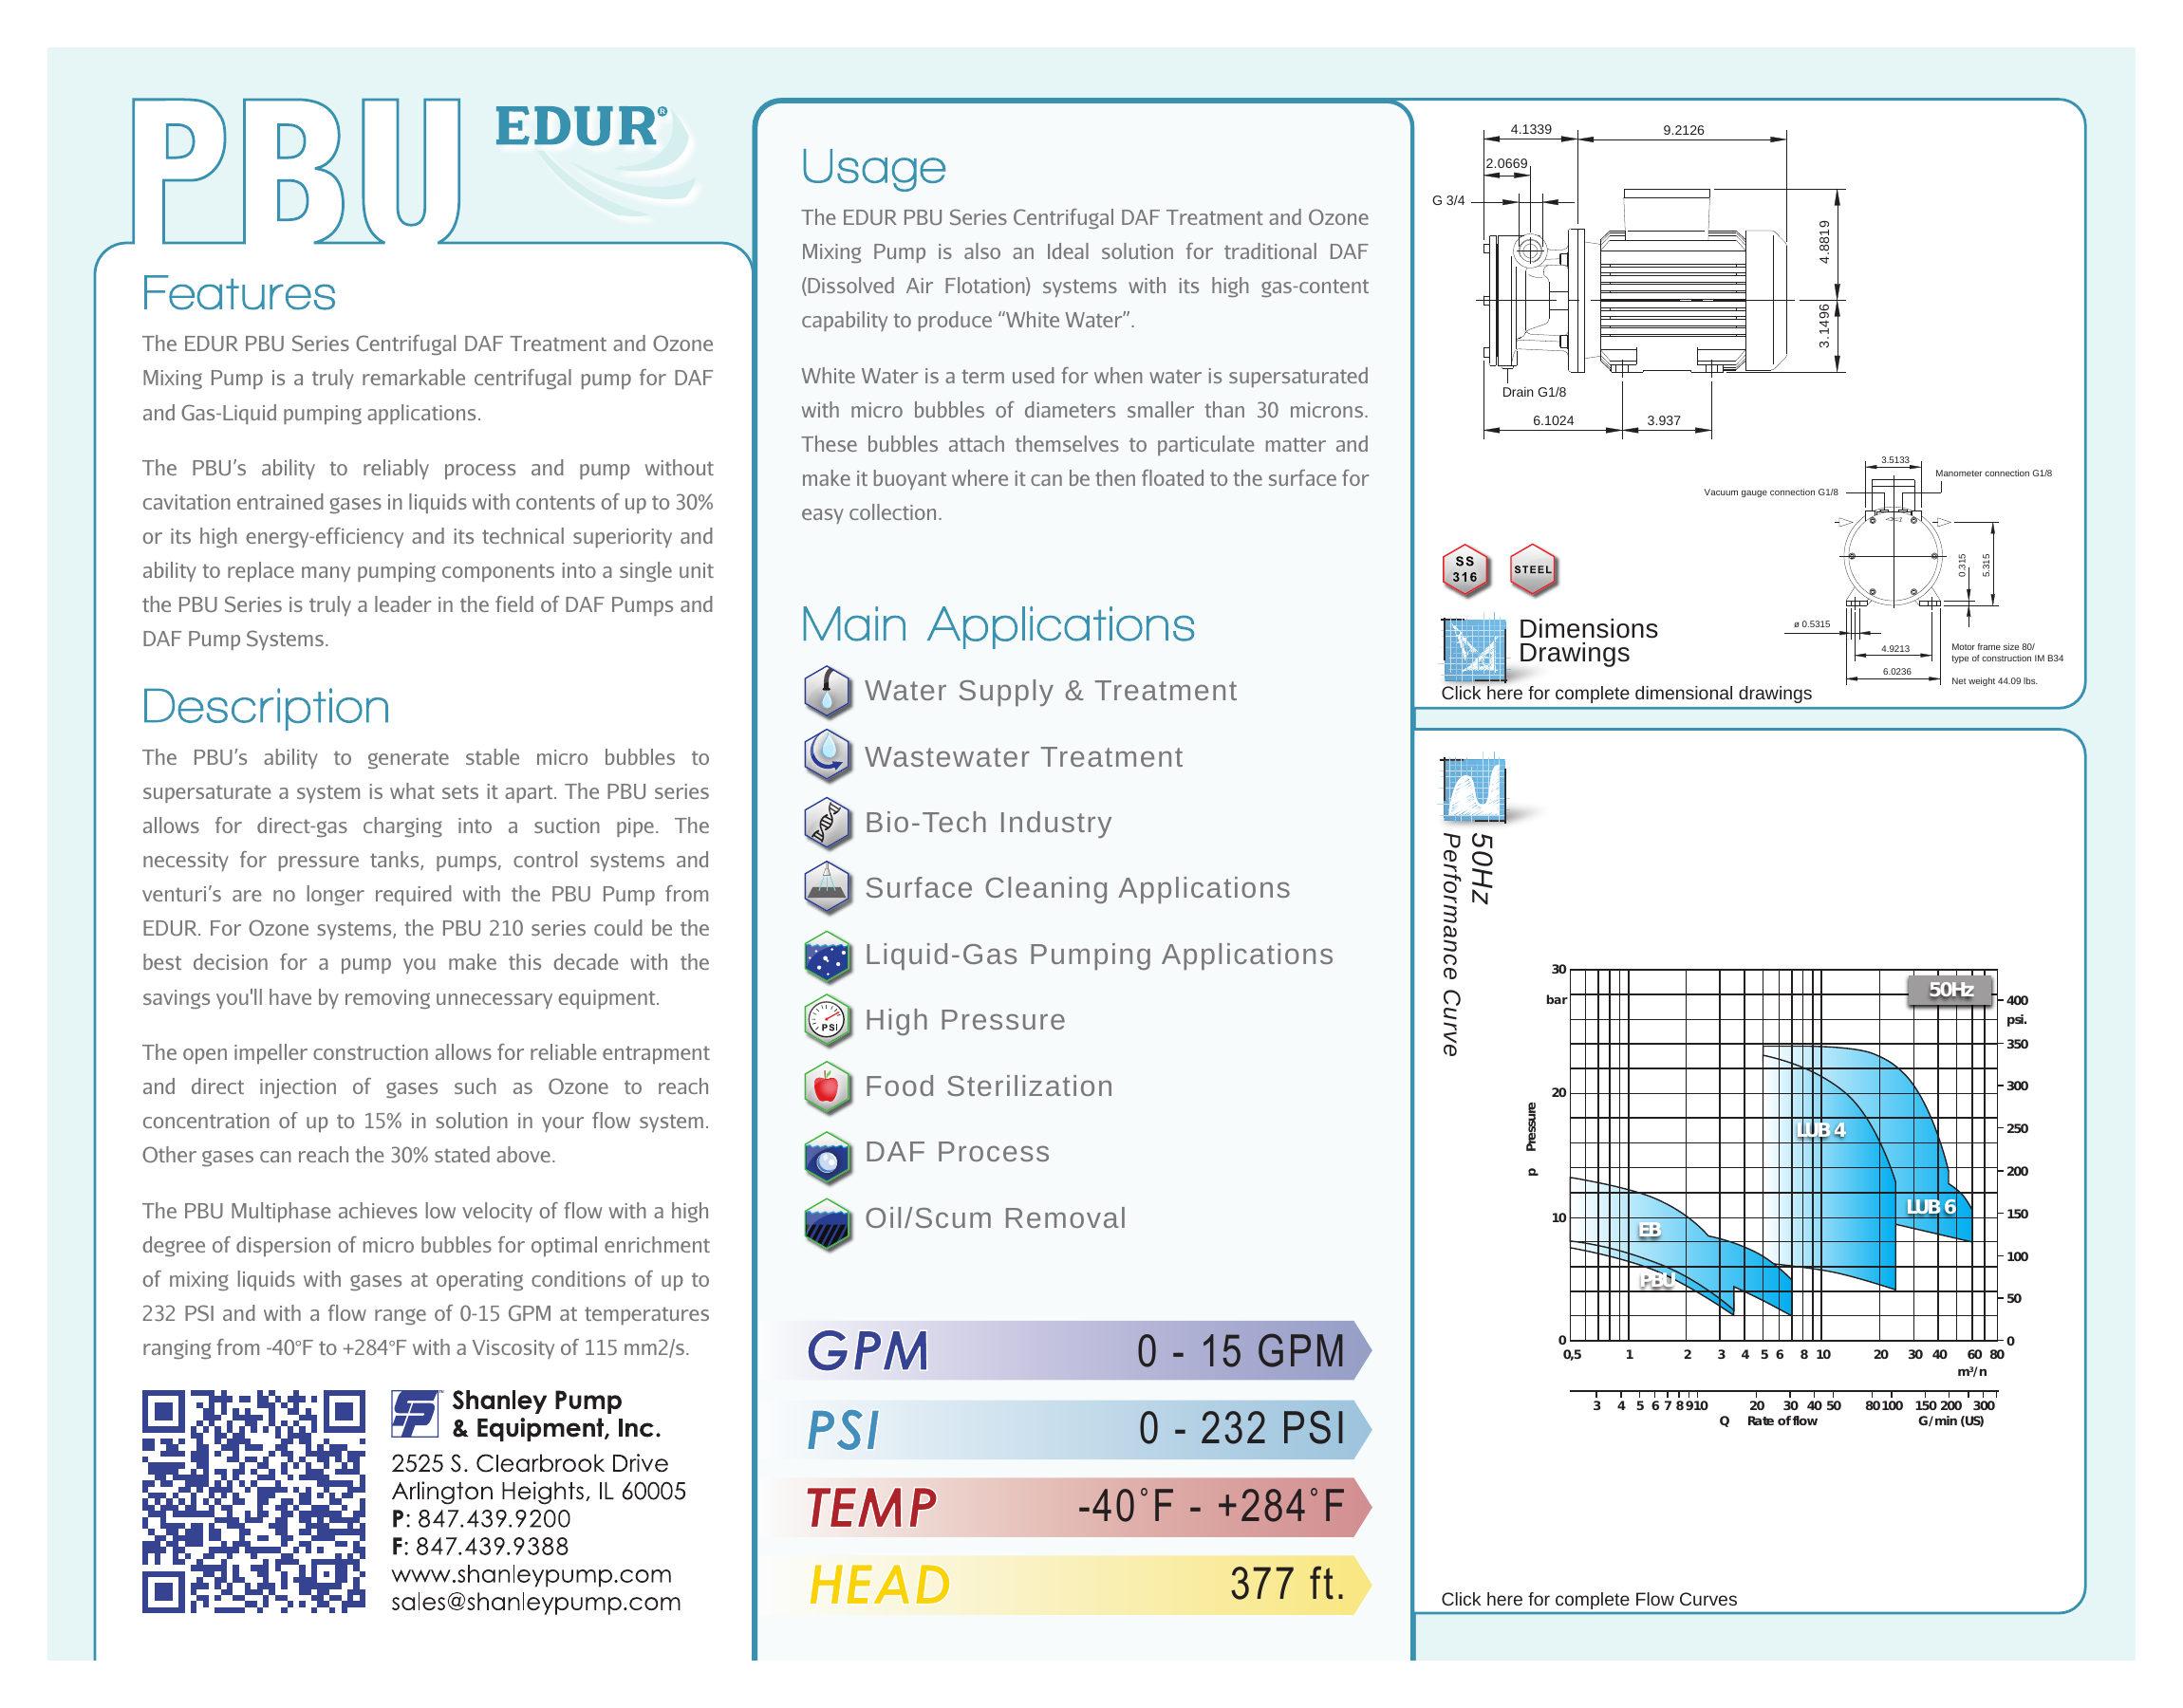 PBU
EDUR®
Features
The EDUR PBU Series Centrifugal DAF Treatment and Ozone
Mixing Pump is a truly remarkable centrifugal pump for DAF
and Gas-Liquid pumping applications.
The PBU’s ability to reliably process and pump without
cavitation entrained gases in liquids with contents of up to 30%
or its high energy-efficiency and its technical superiority and
ability to replace many pumping components into a single unit
the PBU Series is truly a leader in the field of DAF Pumps and
DAF Pump Systems.
Description
The PBU’s ability to generate stable micro bubbles to
supersaturate a system is what sets it apart. The PBU series
allows for direct-gas charging into a suction pipe. The
necessity for pressure tanks, pumps, control systems and
venturi’s are no longer required with the PBU Pump from
EDUR. For Ozone systems, the PBU 210 series could be the
best decision for a pump you make this decade with the
savings you'll have by removing unnecessary equipment.
The open impeller construction allows for reliable entrapment
and direct injection of gases such as Ozone to reach
concentration of up to 15% in solution in your flow system.
Other gases can reach the 30% stated above.
The PBU Multiphase achieves low velocity of flow with a high
degree of dispersion of micro bubbles for optimal enrichment
of mixing liquids with gases at operating conditions of up to
232 PSI and with a flow range of 0-15 GPM at temperatures
ranging from -40ºF to +284ºF with a Viscosity of 115 mm2/s.
SP
Shanley Pump
& Equipment, Inc.
2525 S. Clearbrook Drive
Arlington Heights, IL 60005
P: 847.439.9200
F: 847.439.9388
www.shanleypump.com
sales@shanleypump.com
Usage
The EDUR PBU Series Centrifugal DAF Treatment and Ozone
Mixing Pump is also an Ideal solution for traditional DAF
(Dissolved Air Flotation) systems with its high gas-content
capability to produce “White Water”.
White Water is a term used for when water is supersaturated
with micro bubbles of diameters smaller than 30 microns.
These bubbles attach themselves to particulate matter and
make it buoyant where it can be then floated to the surface for
easy collection.
Main Applications
Water Supply & Treatment
Wastewater Treatment
Bio-Tech Industry
Surface Cleaning Applications
Liquid-Gas Pumping Applications
PSI
High Pressure
Food Sterilization
DAF Process
Oil/Scum Removal
GPM 0 - 15 GPM
PSI 0 - 232 PSI
TEMP -40°F - +284°F
HEAD 377 ft.
4.1339 9.2126
2.0669
G 3/4
4.8819
3.1496
Drain G1/8
6.1024 3.937
3.5133
Manometer connection G1/8
Vacuum gauge connection G1/8
0.315
5.315
ø 0.5315
4.9213
6.0236
Motor frame size 80/
type of construction IM B34
Net weight 44.09 lbs.
SS
316
STEEL
Dimensions
Drawings
Click here for complete dimensional drawings
50Hz
Performance Curve
50Hz
30
bar
20
10
0
p Pressure
400
psi.
350
300
250
200
150
100
50
0
LUB 4
LUB 6
EB
PBU
0,5 1 2 3 4 5 6 8 10 20 30 40 60 80
m³/n
3 4 5 6 7 8 9 10 20 30 40 50 80 100 150 200 300
Q Rate of flow G/min (US)
Click here for complete Flow Curves